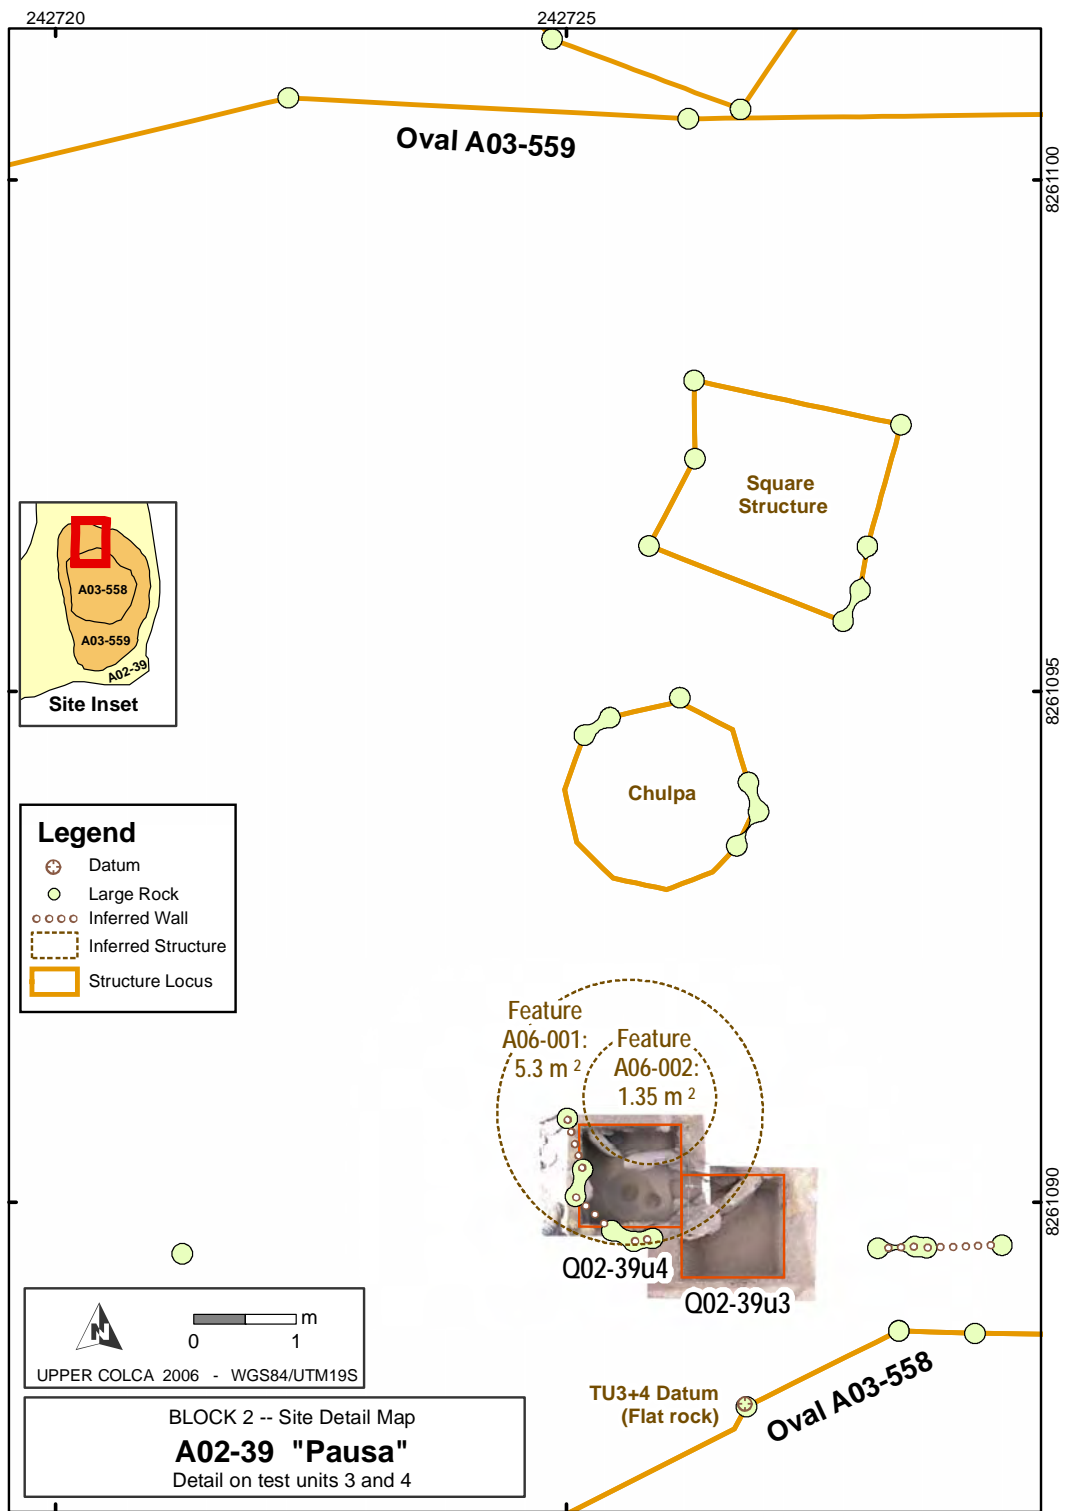 242720
242725
Oval A03-559
8261100
Square
Structure
A03-558
A03-559
A02-39
Site Inset
8261095
Chulpa
Legend
Datum
Large Rock
Inferred Wall
Inferred Structure
Structure Locus
Feature
A06-001:
5.3 m ²
Feature
A06-002:
1.35 m ²
8261090
Q02-39u4
Q02-39u3
N
m
0 1
UPPER COLCA 2006 - WGS84/UTM19S
TU3+4 Datum
(Flat rock)
Oval A03-558
BLOCK 2 -- Site Detail Map
A02-39 "Pausa"
Detail on test units 3 and 4